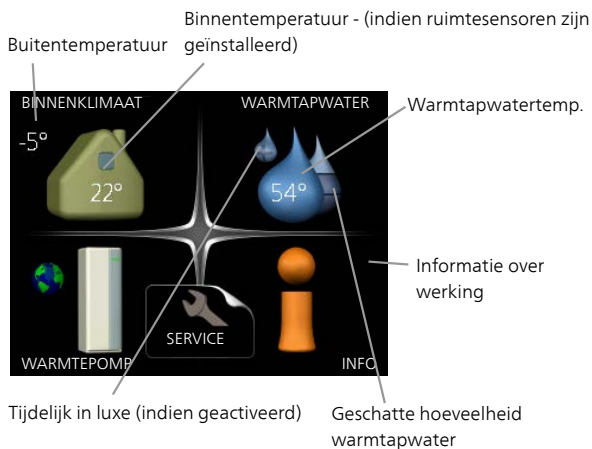 Binnentemperatuur - (indien ruimtesensoren zijn
geïnstalleerd)
Buitentemperatuur
BINNENKLIMAAT
WARMTAPWATER
Warmtapwatertemp.
-5°
22°
54°
Informatie over
werking
SERVICE
WARMTEPOMP
INFO
Tijdelijk in luxe (indien geactiveerd)
Geschatte hoeveelheid
warmtapwater